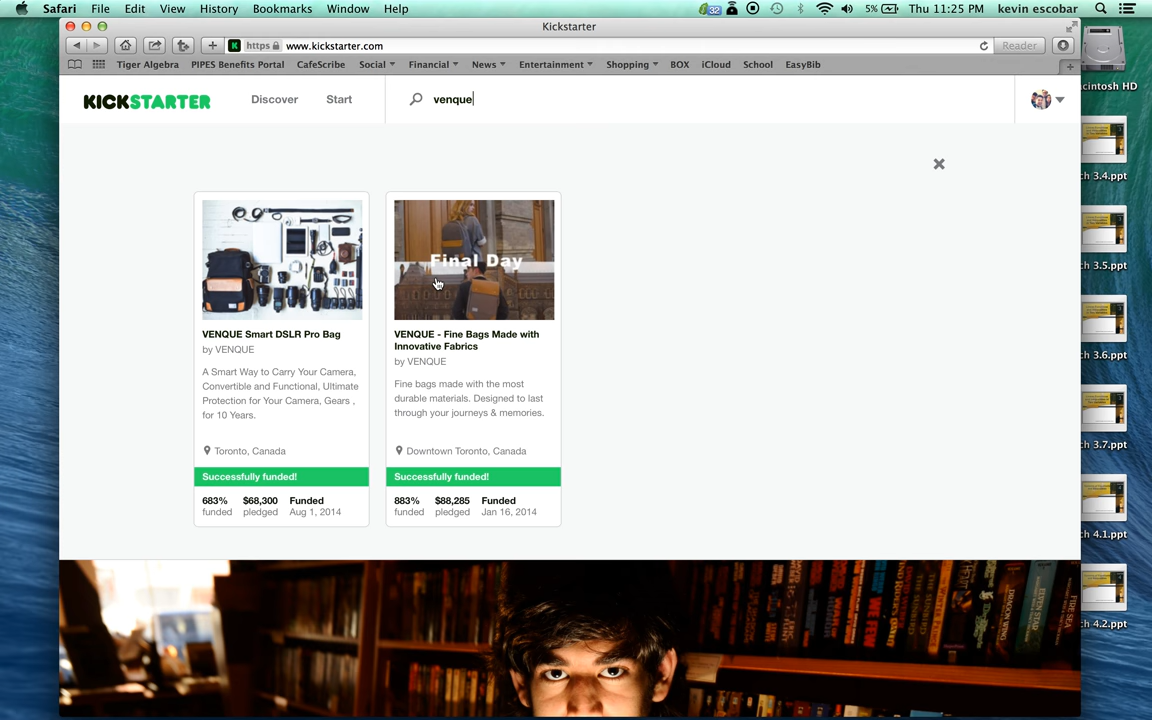 Safari File Edit View History Bookmarks Window Help 32 5% Thu 11:25 PM kevin escobar
Kickstarter
https www.kickstarter.com Reader
Tiger Algebra PIPES Benefits Portal CafeScribe Social Financial News Entertainment Shopping BOX iCloud School EasyBib
KICKSTARTER Discover Start venque
Final Day
VENQUE Smart DSLR Pro Bag
by VENQUE
A Smart Way to Carry Your Camera,
Convertible and Functional, Ultimate
Protection for Your Camera, Gears ,
for 10 Years.
Toronto, Canada
Successfully funded!
683% $68,300 Funded
funded pledged Aug 1, 2014
VENQUE - Fine Bags Made with
Innovative Fabrics
by VENQUE
Fine bags made with the most
durable materials. Designed to last
through your journeys & memories.
Downtown Toronto, Canada
Successfully funded!
883% $88,285 Funded
funded pledged Jan 16, 2014
acintosh HD
ch 3.4.ppt
ch 3.5.ppt
ch 3.6.ppt
ch 3.7.ppt
ch 4.1.ppt
ch 4.2.ppt